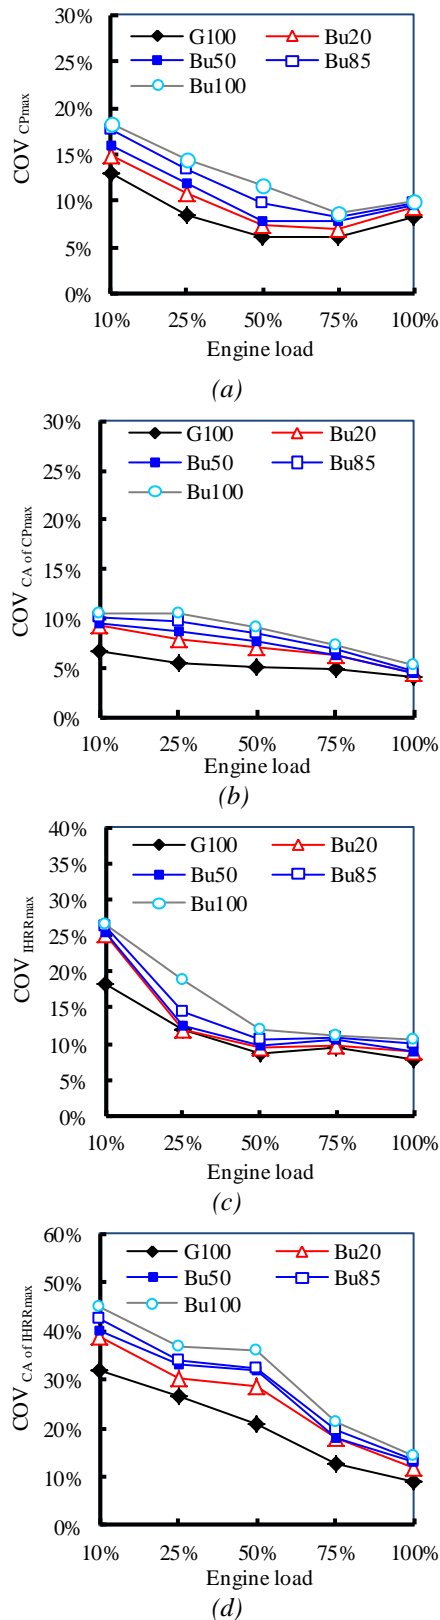 30%
G100 Bu20
25%
Bu50 Bu85
20%
Bu100
COV CPmax
15%
10%
5%
0%
10% 25% 50% 75% 100%
Engine load
(a)
30%
G100 Bu20
25%
Bu50 Bu85
Bu100
20%
COV CA of CPmax
15%
10%
5%
0%
10% 25% 50% 75% 100%
Engine load
(b)
40%
G100 Bu20
35%
Bu50 Bu85
30%
Bu100
25%
COV IHRRmax
20%
15%
10%
5%
0%
10% 25% 50% 75% 100%
Engine load
(c)
60%
G100 Bu20
50%
Bu50 Bu85
Bu100
40%
COV CA of IHRRmax
30%
20%
10%
0%
10% 25% 50% 75% 100%
Engine load
(d)